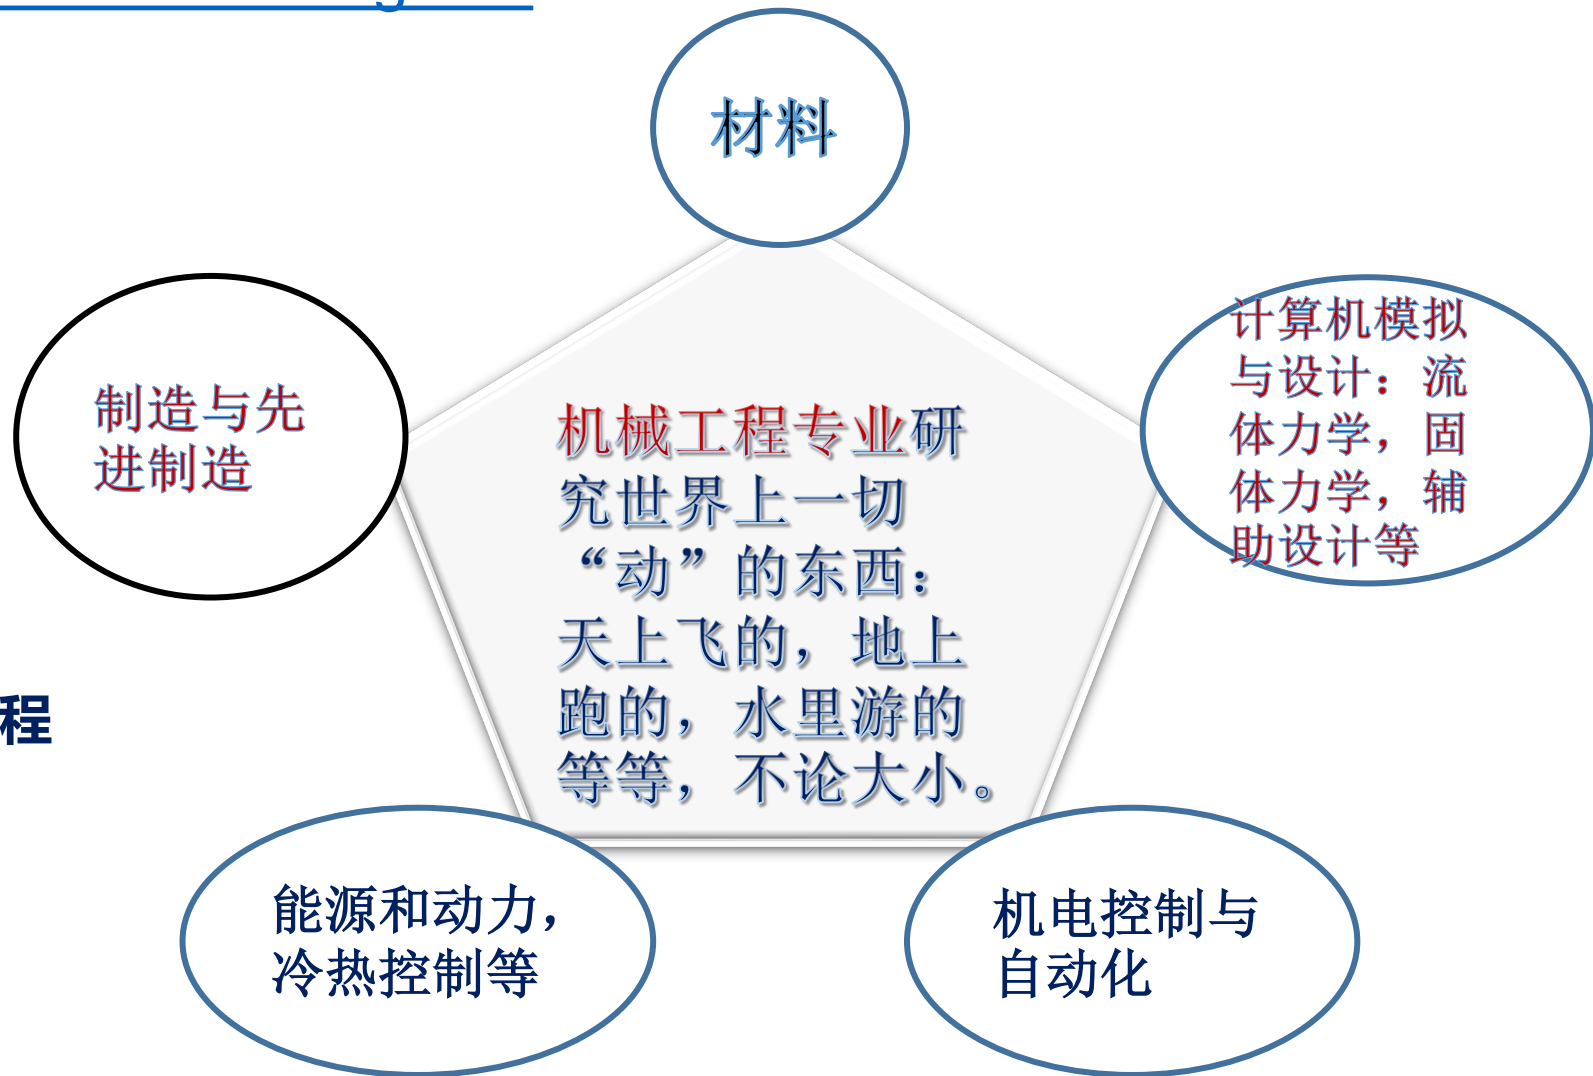 材料
计算机模拟
与设计：流
体力学，固
体力学，辅
助设计等
制造与先
进制造
机械工程专业研
究世界上一切
“动”的东西：
天上飞的，地上
跑的，水里游的
等等，不论大小。
程
能源和动力，
冷热控制等
机电控制与
自动化